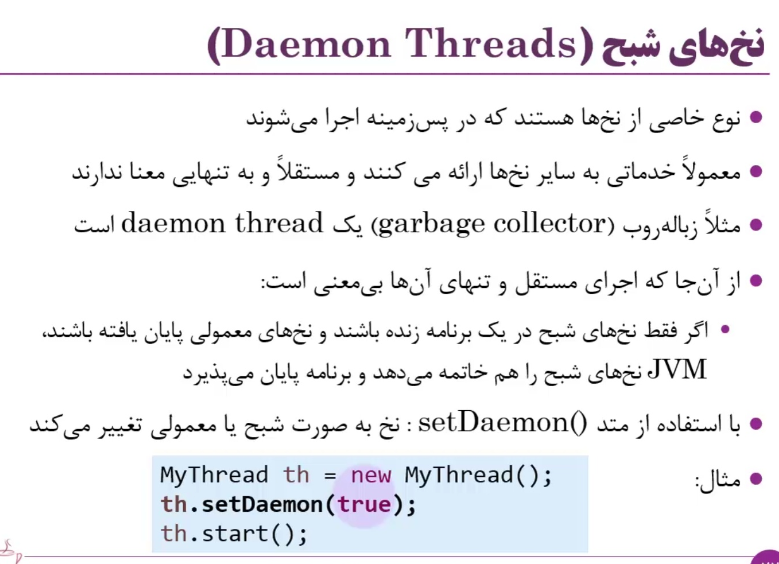 نخ‌های شبح (Daemon Threads)
نوع خاصی از نخ‌ها هستند که در پس‌زمینه اجرا می‌شوند
معمولاً خدماتی به سایر نخ‌ها ارائه می کنند و مستقلاً و به تنهایی معنا ندارند
مثلاً زباله‌روب (garbage collector) یک daemon thread است
از آن‌جا که اجرای مستقل و تنهای آن‌ها بی‌معنی است:
اگر فقط نخ‌های شبح در یک برنامه زنده باشند و نخ‌های معمولی پایان یافته باشند،
JVM نخ‌های شبح را هم خاتمه می‌دهد و برنامه پایان می‌پذیرد
با استفاده از متد setDaemon() : نخ به صورت شبح یا معمولی تغییر می‌کند
مثال:
MyThread th = new MyThread();
th.setDaemon(true);
th.start();